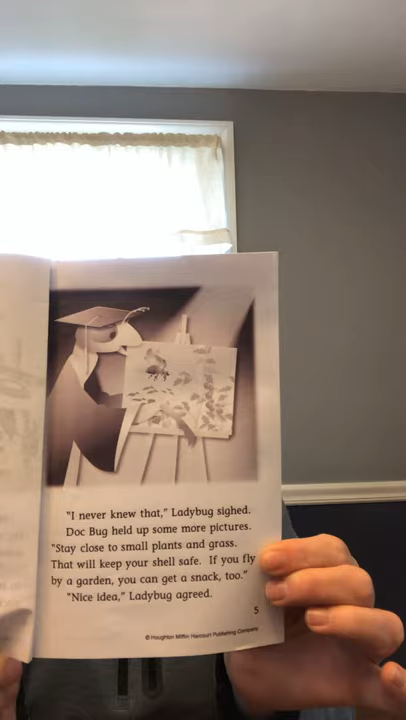 "I never knew that," Ladybug sighed.
Doc Bug held up some more pictures.
"Stay close to small plants and grass.
That will keep your shell safe. If you fly
by a garden, you can get a snack, too."
"Nice idea," Ladybug agreed.
5
© Houghton Mifflin Harcourt Publishing Company